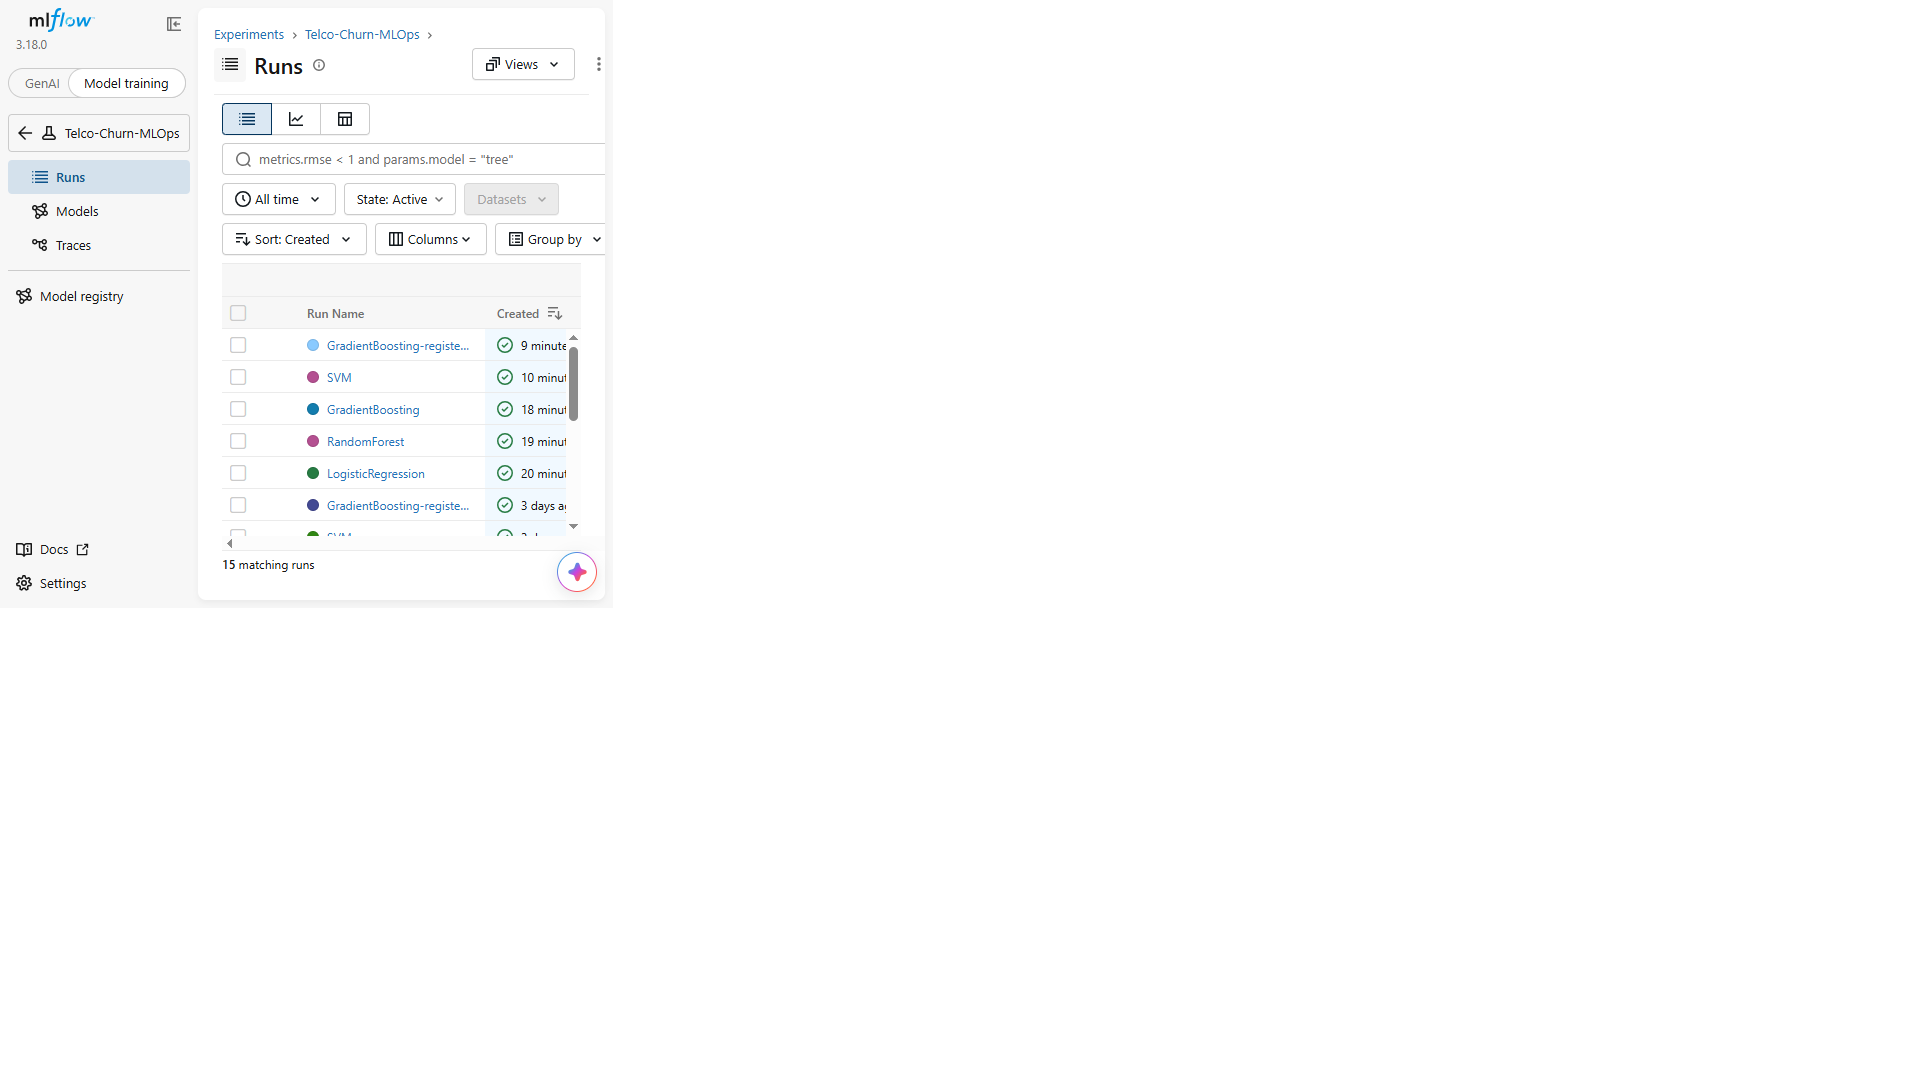 mlflow
3.18.0
GenAI Model training
Telco-Churn-MLOps
Runs
Models
Traces
Model registry
Docs
Settings
Experiments › Telco-Churn-MLOps ›
Runs
Views
metrics.rmse < 1 and params.model = "tree"
All time State: Active Datasets
Sort: Created Columns Group by
Run Name Created
GradientBoosting-registe... 9 minute
SVM 10 minut
GradientBoosting 18 minut
RandomForest 19 minut
LogisticRegression 20 minut
GradientBoosting-registe... 3 days ag
SVM
15 matching runs